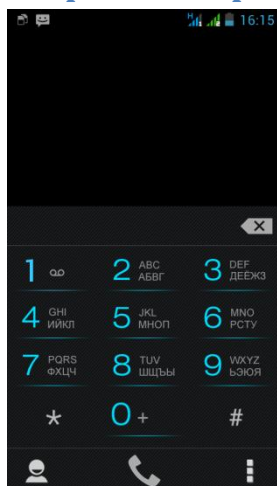 H 16:15
1 2 ABC 3 DEF
АБВГ ДЕЁЖЗ
4 GHI 5 JKL 6 MNO
ИЙКЛ МНОП РСТУ
7 PQRS 8 TUV 9 WXYZ
ФХЦЧ ШЩЪЫ ЬЭЮЯ
* 0 + #